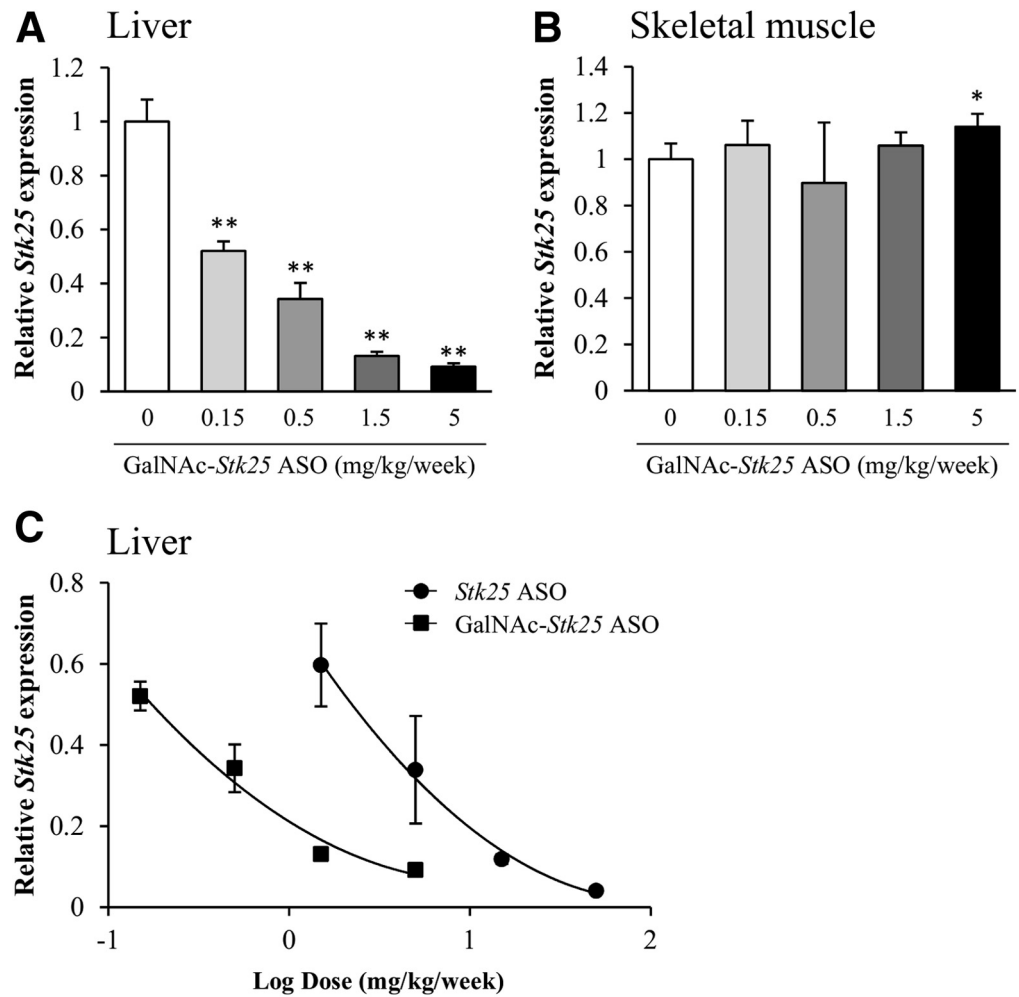 A Liver
1.2
1
0.8
0.6
0.4
0.2
0
Relative Stk25 expression
**
**
**
**
0 0.15 0.5 1.5 5
GalNAc-Stk25 ASO (mg/kg/week)
B Skeletal muscle
1.4
1.2
1
0.8
0.6
0.4
0.2
0
Relative Stk25 expression
*
0 0.15 0.5 1.5 5
GalNAc-Stk25 ASO (mg/kg/week)
C Liver
0.8
0.6
0.4
0.2
0
Relative Stk25 expression
Stk25 ASO
GalNAc-Stk25 ASO
-1 0 1 2
Log Dose (mg/kg/week)